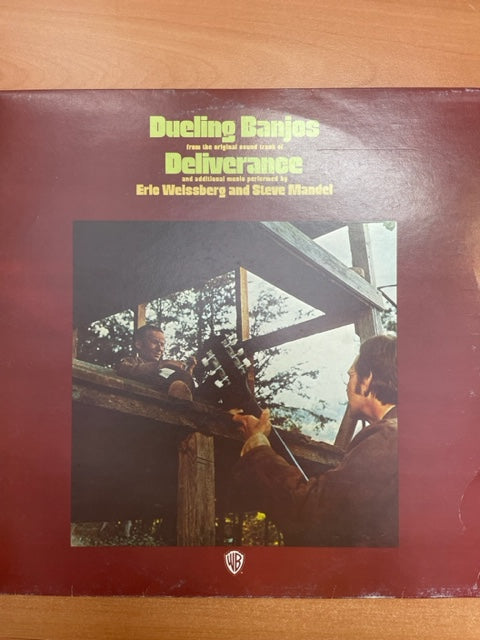 Dueling Banjos
from the original sound track of
Deliverance
and additional music performed by
Eric Weissberg and Steve Mandel
WB